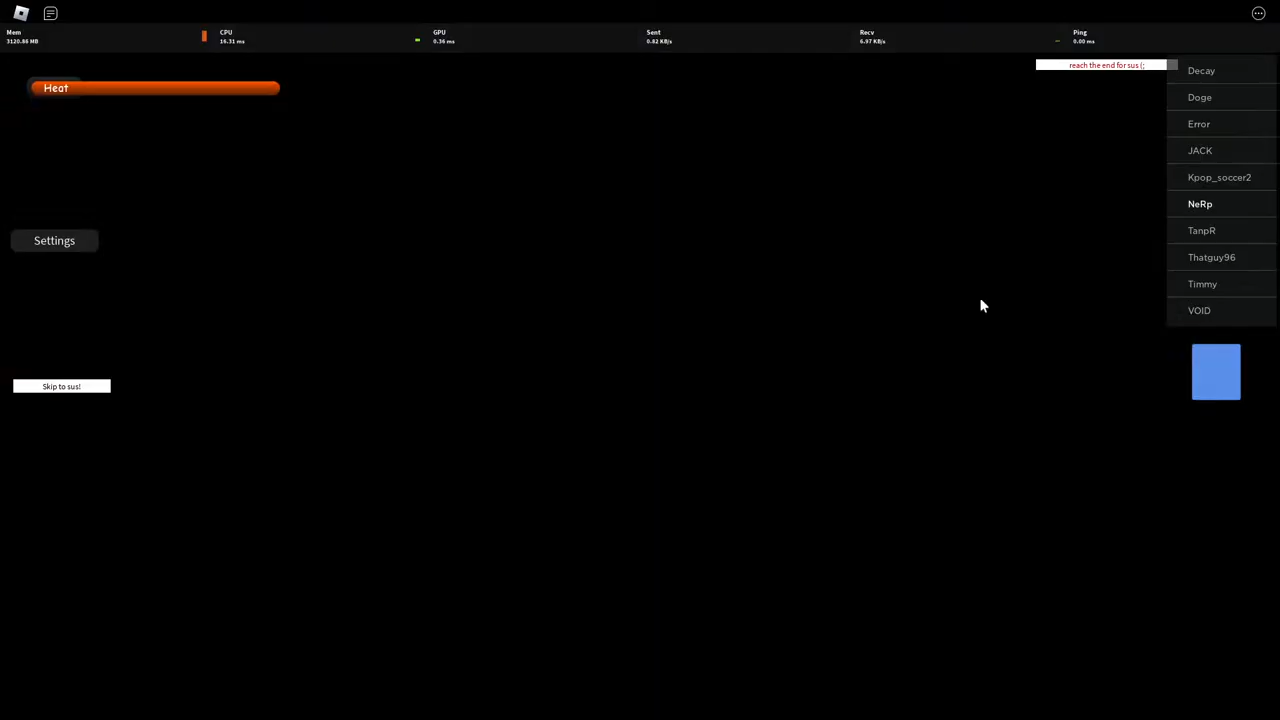 Mem
3120.86 MB
CPU
16.31 ms
GPU
0.36 ms
Sent
0.82 KB/s
Recv
6.97 KB/s
Ping
0.00 ms
reach the end for sus (;
Heat
Settings
Skip to sus!
Decay
Doge
Error
JACK
Kpop_soccer2
NeRp
TanpR
Thatguy96
Timmy
VOID